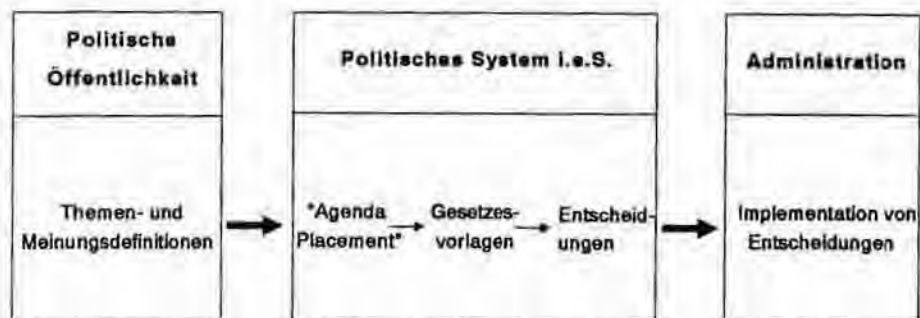 Politische
Öffentlichkeit
Politisches System i.e.S.
Administration
Themen- und
Meinungsdefinitionen
"Agenda
Placement"
Gesetzes-
vorlagen
Entscheid-
ungen
Implementation von
Entscheidungen